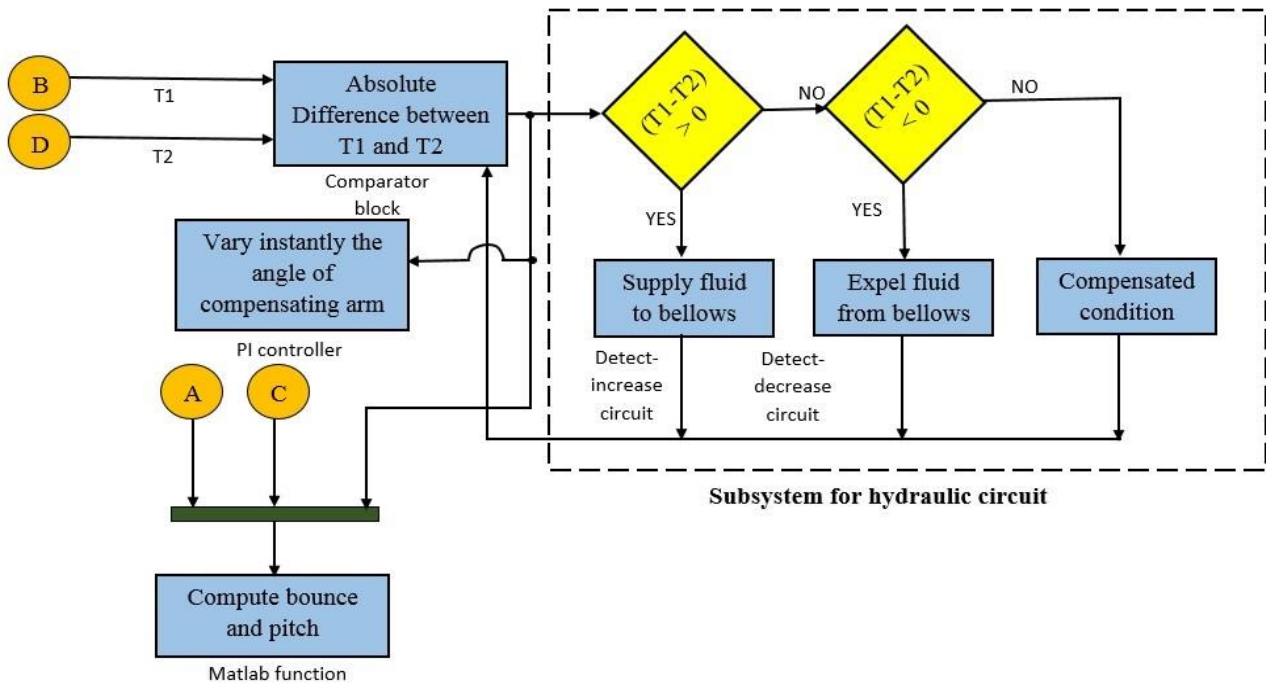 B
T1
D
T2
Absolute
Difference between
T1 and T2
Comparator
block
(T1-T2)
> 0
NO
(T1-T2)
< 0
NO
YES
YES
Vary instantly the
angle of
compensating arm
PI controller
Supply fluid
to bellows
Expel fluid
from bellows
Compensated
condition
Detect-
increase
circuit
Detect-
decrease
circuit
A
C
Subsystem for hydraulic circuit
Compute bounce
and pitch
Matlab function